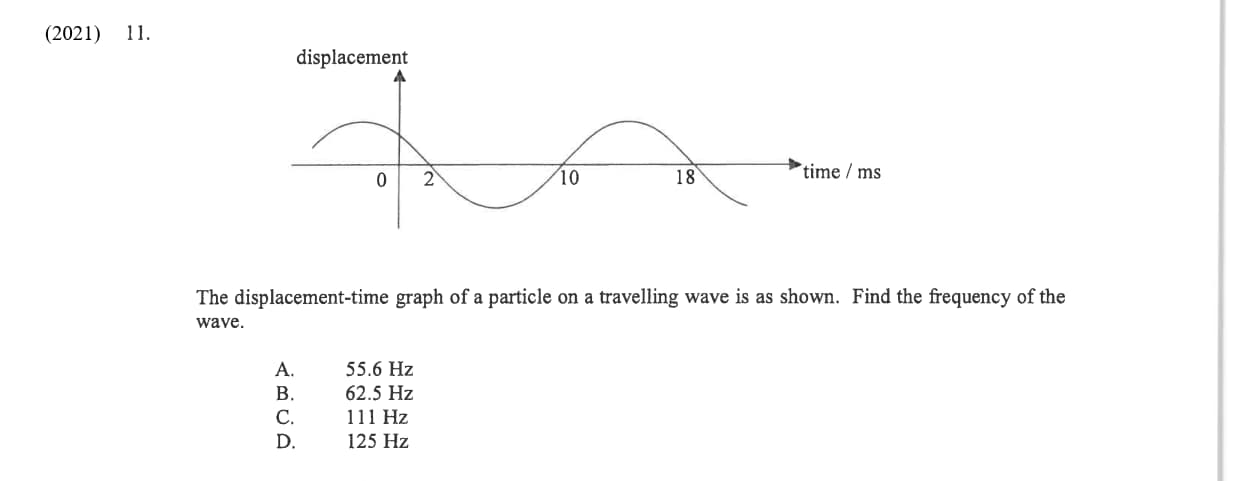 (2021) 11.
displacement
0 2 10 18 time / ms
The displacement-time graph of a particle on a travelling wave is as shown. Find the frequency of the
wave.
A. 55.6 Hz
B. 62.5 Hz
C. 111 Hz
D. 125 Hz